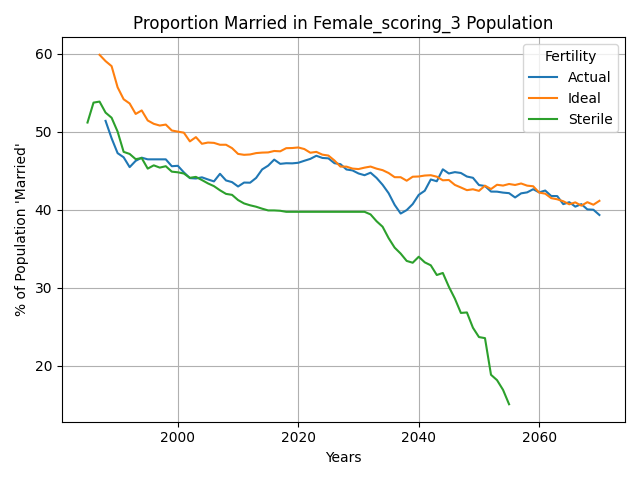 Proportion Married in Female_scoring_3 Population
Fertility
Actual
Ideal
Sterile
% of Population 'Married'
60
50
40
30
20
2000
2020
2040
2060
Years